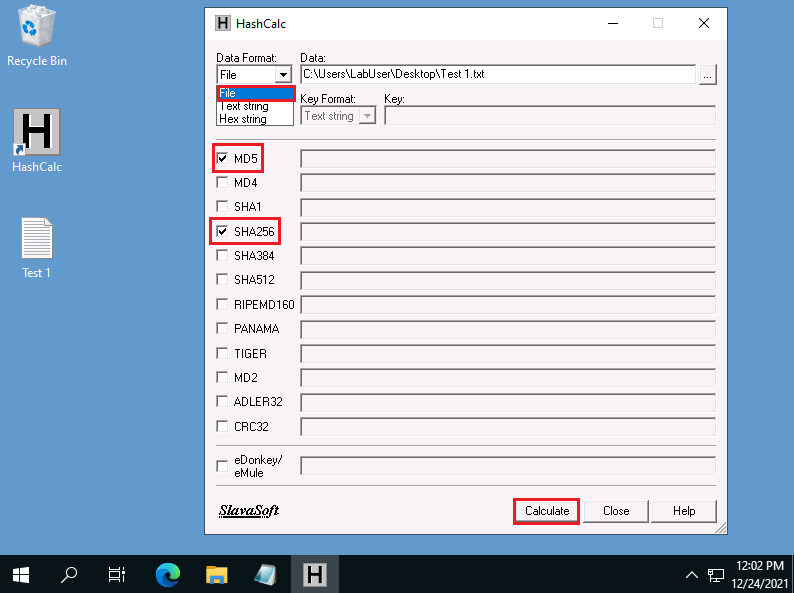 Recycle Bin
HashCalc
Test 1
H HashCalc
Data Format:
Data:
File
C:\Users\LabUser\Desktop\Test 1.txt
...
File
Text string
Hex string
Key Format:
Key:
Text string
MD5
MD4
SHA1
SHA256
SHA384
SHA512
RIPEMD160
PANAMA
TIGER
MD2
ADLER32
CRC32
eDonkey/
eMule
SlavaSoft
Calculate
Close
Help
H
12:02 PM
12/24/2021